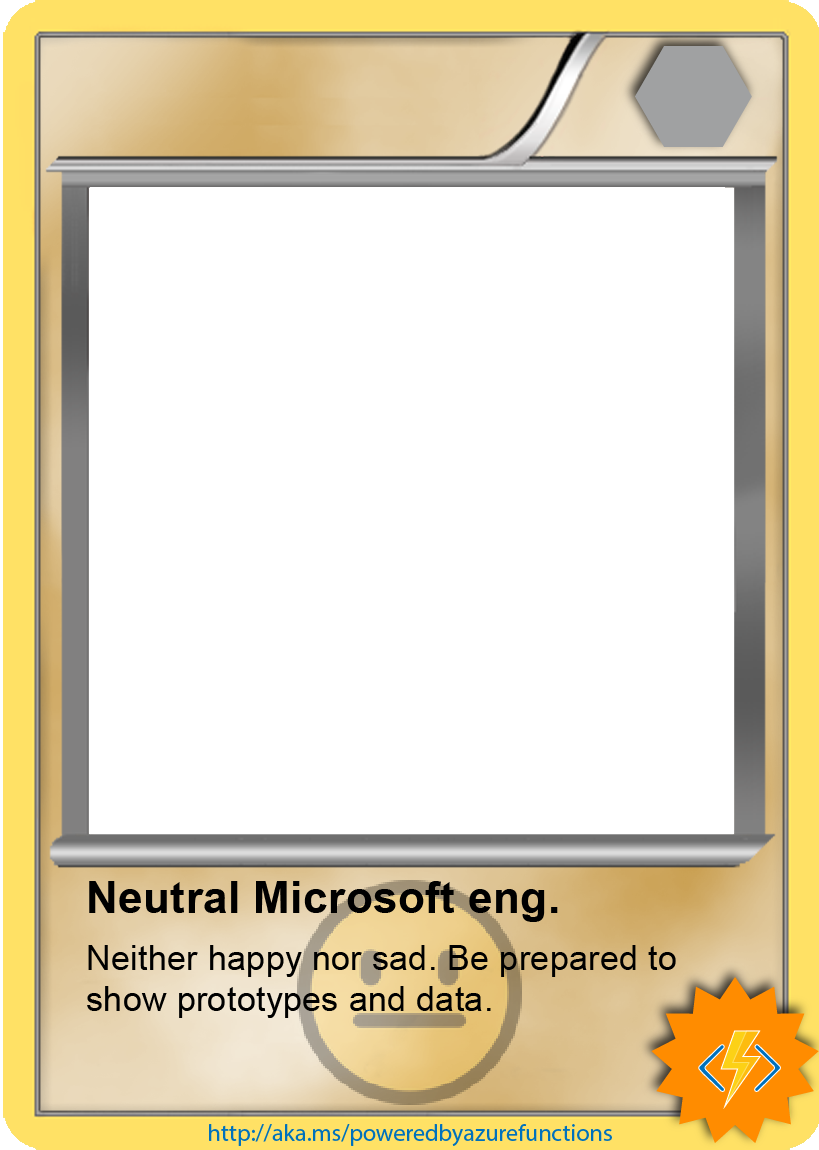 Neutral Microsoft eng.
Neither happy nor sad. Be prepared to
show prototypes and data.
http://aka.ms/poweredbyazurefunctions